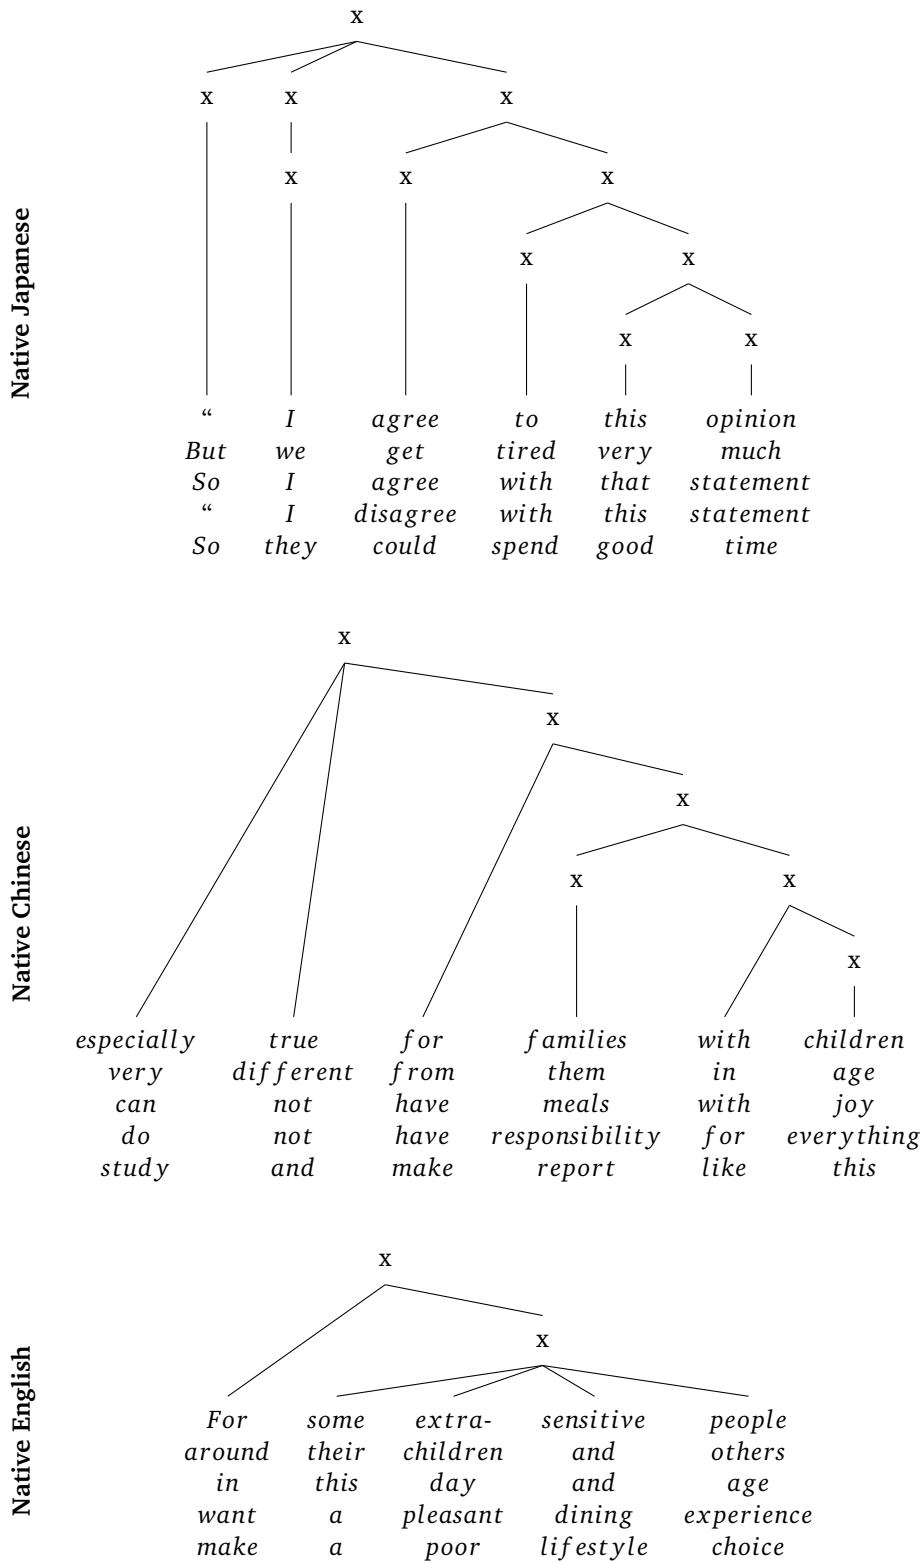 x
x x x
x x x
x x
x x
Native Japanese
“ I agree to this opinion
But we get tired very much
So I agree with that statement
“ I disagree with this statement
So they could spend good time
x
x
x
x x
x
Native Chinese
especially true for families with children
very different from them in age
can not have meals with joy
do not have responsibility for everything
study and make report like this
x
x
Native English
For some extra- sensitive people
around their children and others
in this day and age
want a pleasant dining experience
make a poor lifestyle choice